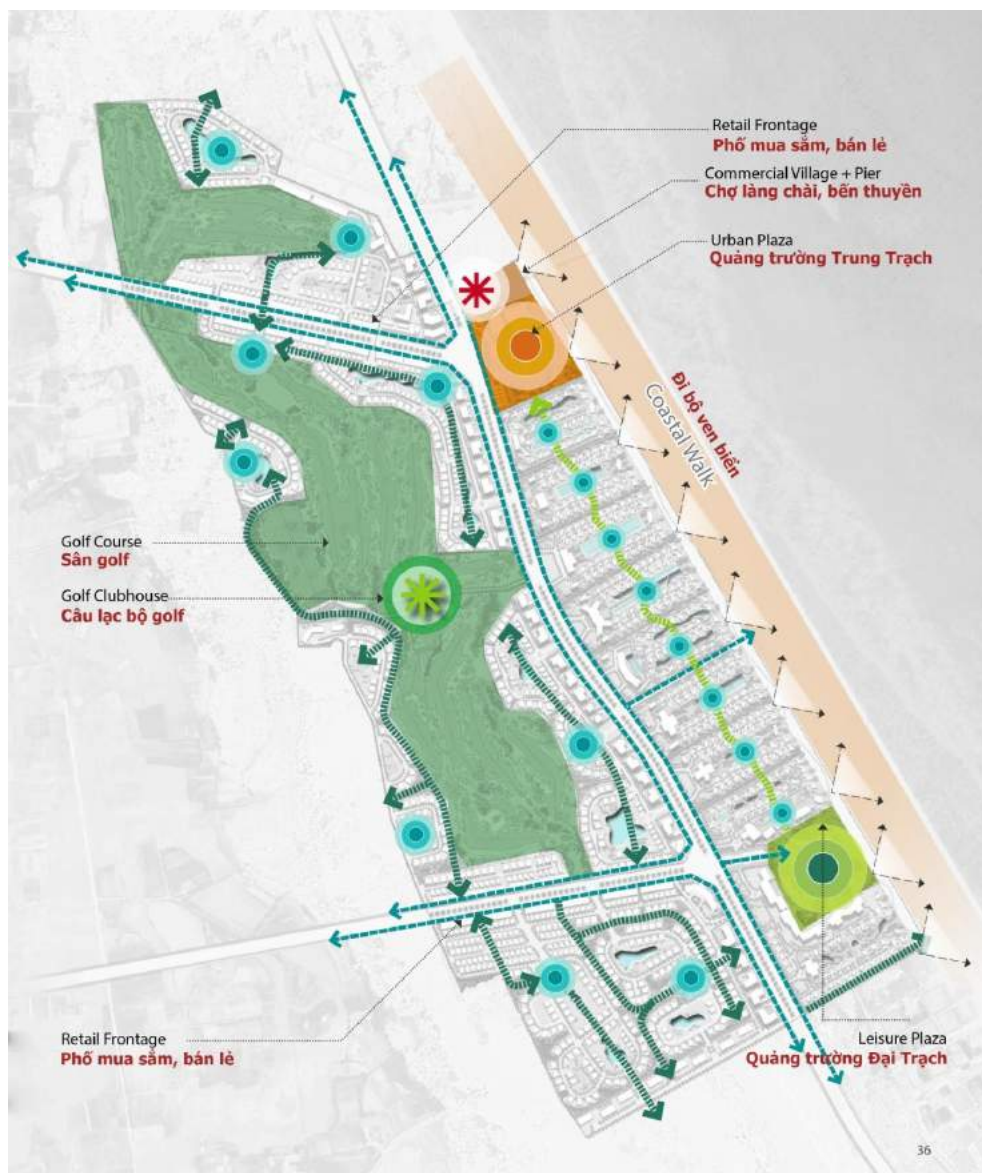 Retail Frontage
Phố mua sắm, bán lẻ
Commercial Village + Pier
Chợ làng chài, bến thuyền
Urban Plaza
Quảng trường Trung Trạch
Đi bộ ven biển
Coastal Walk
Golf Course
Sân golf
Golf Clubhouse
Câu lạc bộ golf
Retail Frontage
Phố mua sắm, bán lẻ
Leisure Plaza
Quảng trường Đại Trạch
36